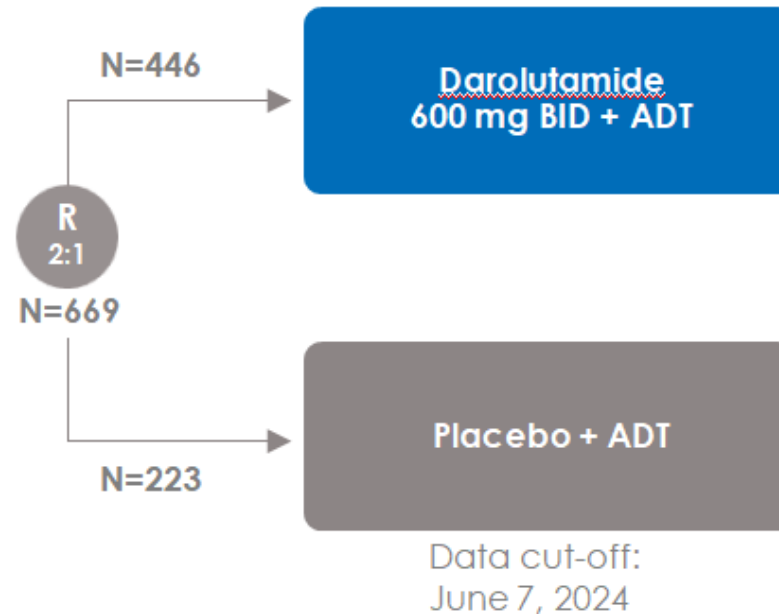 N=446
Darolutamide
600 mg BID + ADT
R
2:1
N=669
Placebo + ADT
N=223
Data cut-off:
June 7, 2024